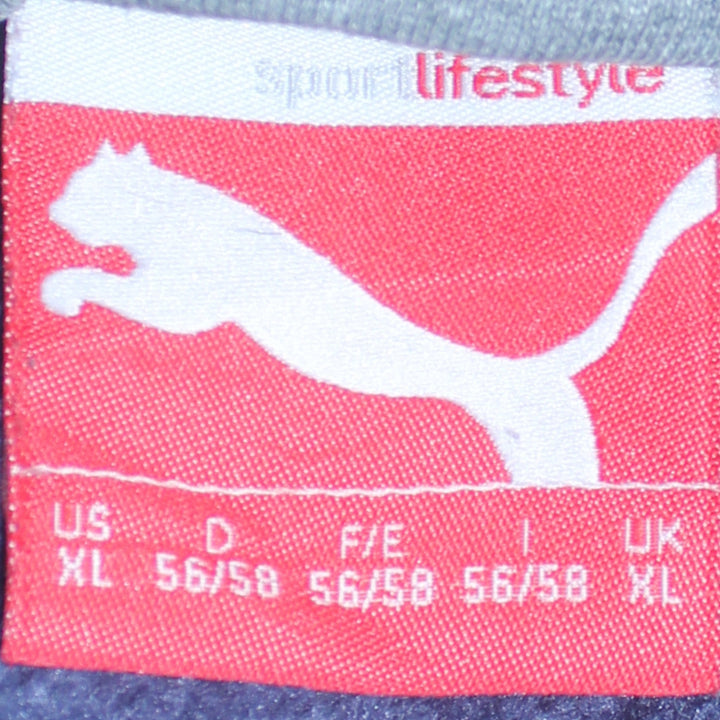 sportlifestyle
US D F/E I UK
XL 56/58 56/58 56/58 XL